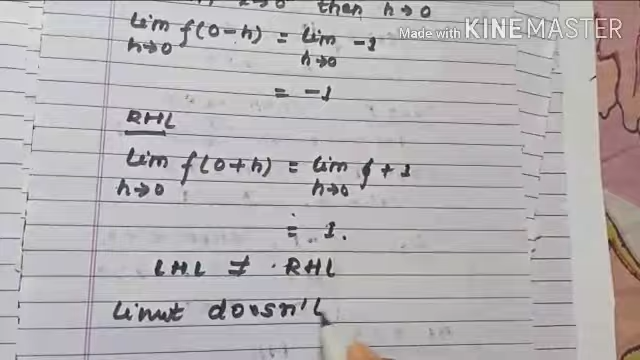 x→0 then h→0
Made with KINEMASTER
lim f(0-h) = lim -1
h→0 h→0
= -1
RHL
lim f(0+h) = lim +1
h→0 h→0
= 1.
LHL ≠ RHL
Limit doesn't